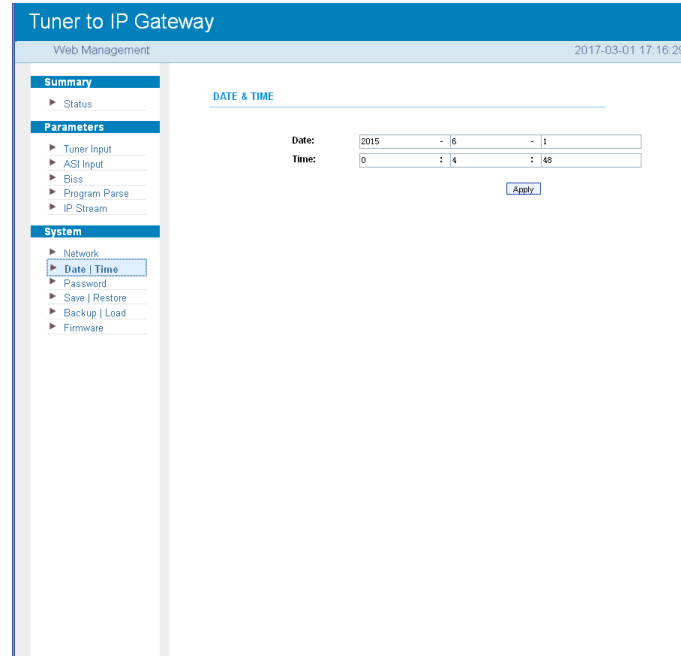 Tuner to IP Gateway
Web Management 2017-03-01 17:16:29
Summary
Status
Parameters
Tuner Input
ASI Input
Biss
Program Parse
IP Stream
System
Network
Date | Time
Password
Save | Restore
Backup | Load
Firmware
DATE & TIME
Date: 2015 - 6 - 1
Time: 0 : 4 : 48
Apply